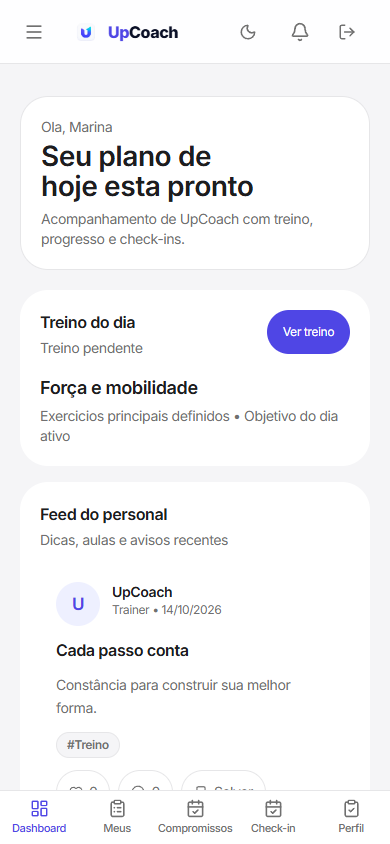 UpCoach
Ola, Marina
Seu plano de
hoje esta pronto
Acompanhamento de UpCoach com treino,
progresso e check-ins.
Treino do dia
Ver treino
Treino pendente
Força e mobilidade
Exercicios principais definidos • Objetivo do dia
ativo
Feed do personal
Dicas, aulas e avisos recentes
U
UpCoach
Trainer • 14/10/2026
Cada passo conta
Constância para construir sua melhor
forma.
#Treino
Dashboard
Meus
Compromissos
Check-in
Perfil